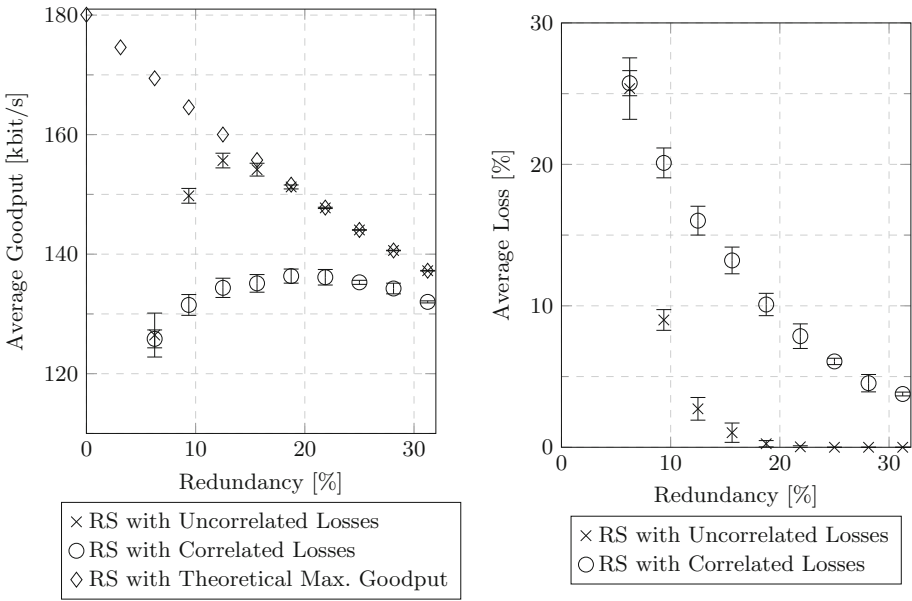 180
160
140
120
0
10
20
30
Average Goodput [kbit/s]
Redundancy [%]
RS with Uncorrelated Losses
RS with Correlated Losses
RS with Theoretical Max. Goodput
30
20
10
0
0
10
20
30
Average Loss [%]
Redundancy [%]
RS with Uncorrelated Losses
RS with Correlated Losses